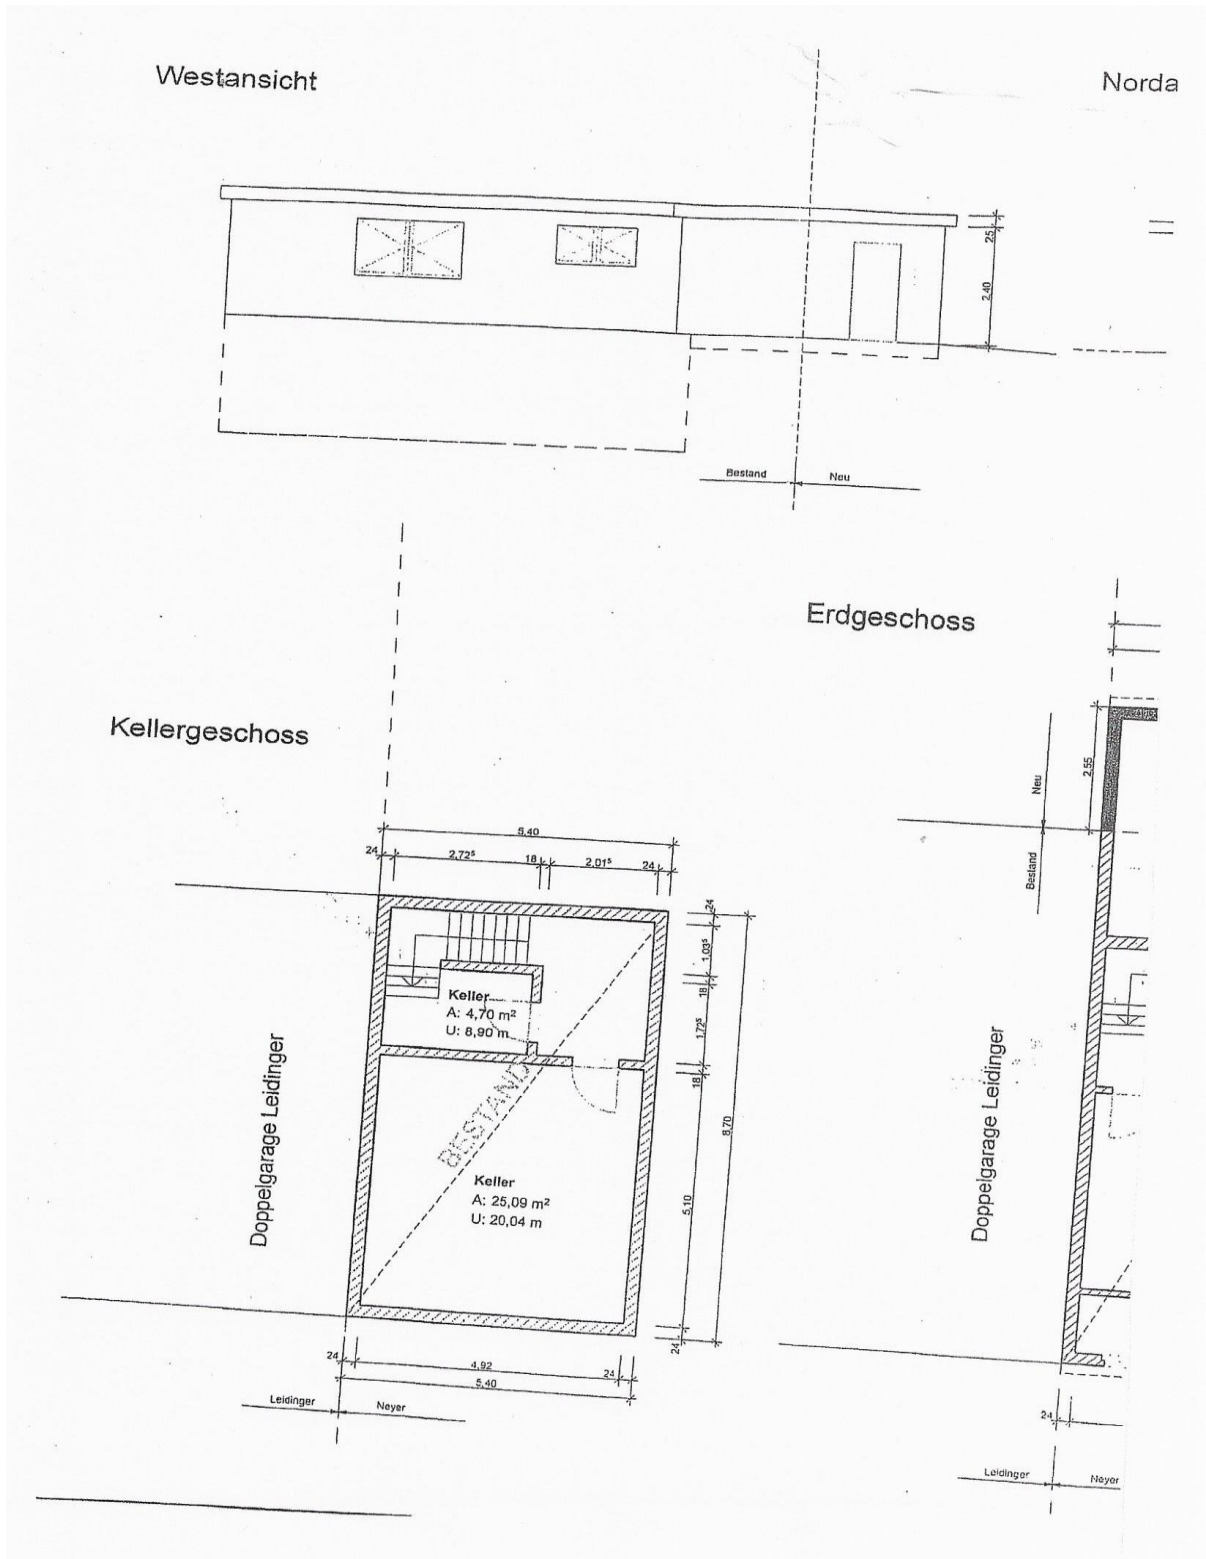 Westansicht
Norda
25
2,40
Bestand
Neu
Erdgeschoss
Kellergeschoss
5,40
24
2,72⁵
18
2,01⁵
24
24
1,03⁵
18
1,72⁵
18
5,10
24
8,70
Keller
A: 4,70 m²
U: 8,90 m
BESTAND
Keller
A: 25,09 m²
U: 20,04 m
Doppelgarage Leidinger
24
4,92
24
5,40
Leidinger
Neyer
2,55
Neu
Bestand
Doppelgarage Leidinger
24
Leidinger
Neyer